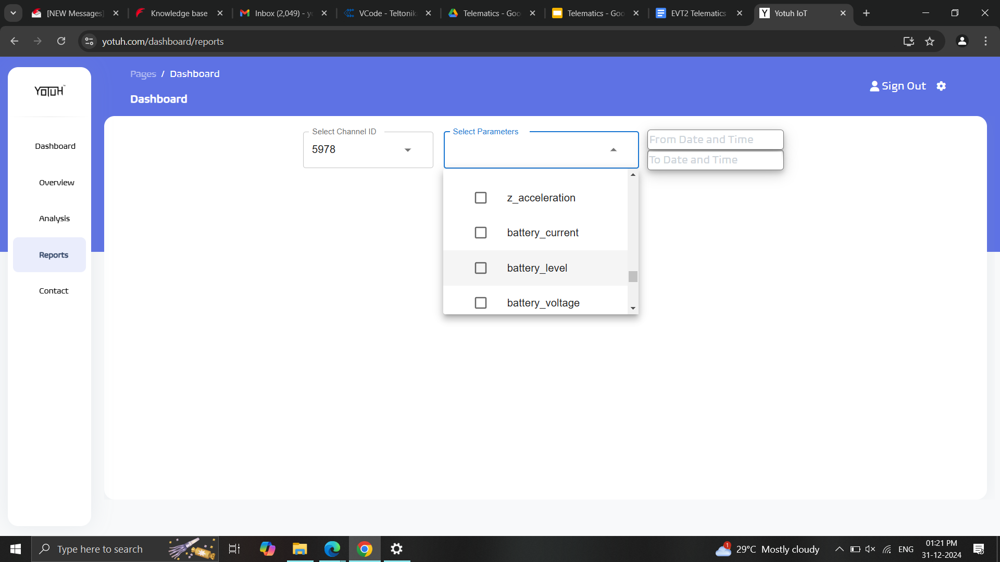 [NEW Messages]
Knowledge base
Inbox (2,049) - yo
VCode - Teltonik
Telematics - Goo
Telematics - Goo
EVT2 Telematics
Yotuh IoT
yotuh.com/dashboard/reports
YOTUH™
Pages / Dashboard
Dashboard
Sign Out
Dashboard
Overview
Analysis
Reports
Contact
Select Channel ID
5978
Select Parameters
From Date and Time
To Date and Time
z_acceleration
battery_current
battery_level
battery_voltage
Type here to search
1
29°C Mostly cloudy
ENG
01:21 PM
31-12-2024